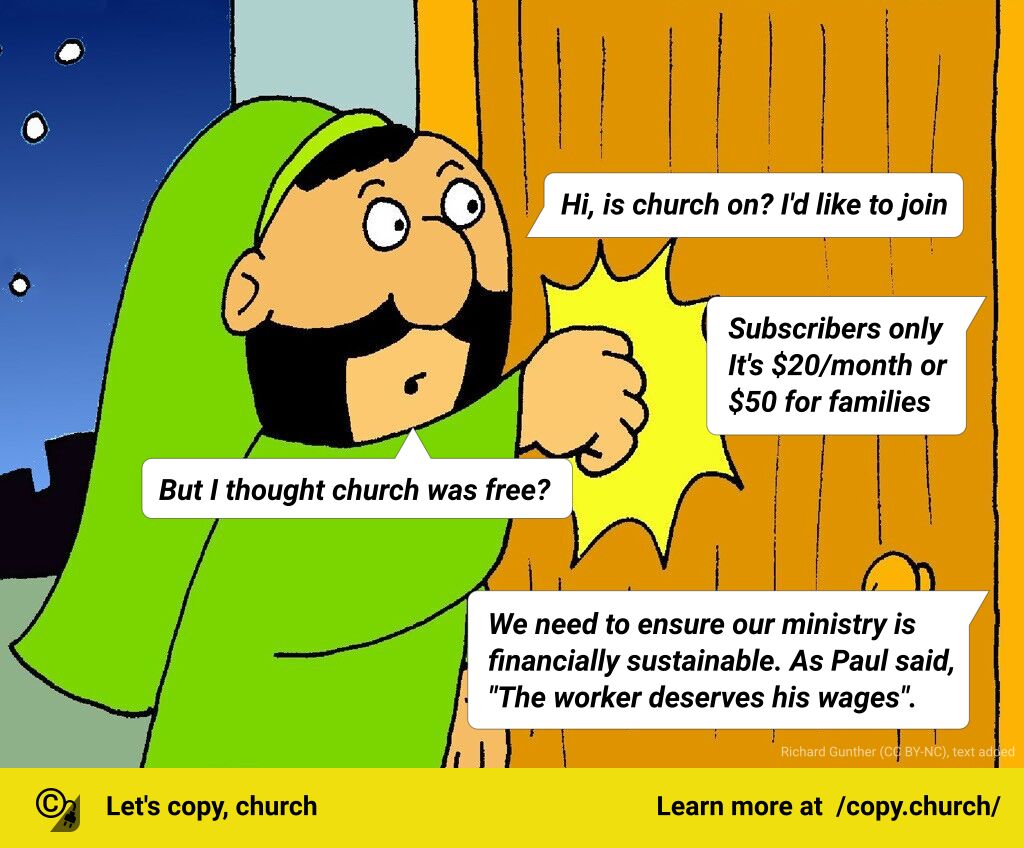 Hi, is church on? I'd like to join
Subscribers only
It's $20/month or
$50 for families
But I thought church was free?
We need to ensure our ministry is
financially sustainable. As Paul said,
"The worker deserves his wages".
Richard Gunther (CC BY-NC), text added
©
Let's copy, church
Learn more at /copy.church/